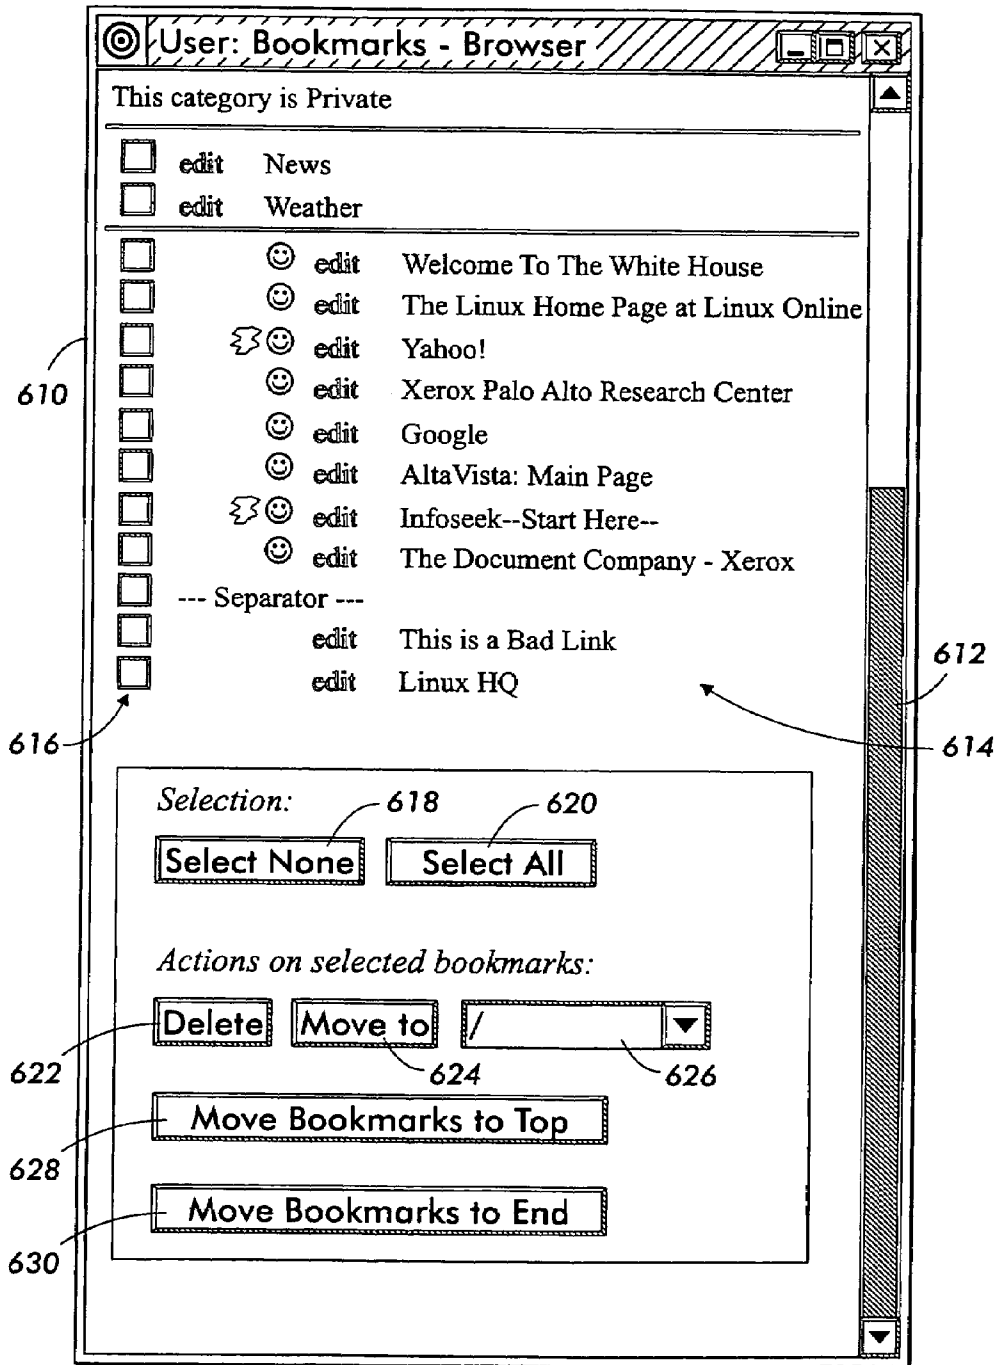 User: Bookmarks - Browser
This category is Private
edit News
edit Weather
edit Welcome To The White House
edit The Linux Home Page at Linux Online
edit Yahoo!
610
edit Xerox Palo Alto Research Center
edit Google
edit AltaVista: Main Page
edit Infoseek--Start Here--
edit The Document Company - Xerox
--- Separator ---
edit This is a Bad Link
612
edit Linux HQ
616
614
Selection: 618 620
Select None Select All
Actions on selected bookmarks:
Delete Move to /
622 624 626
Move Bookmarks to Top
628
Move Bookmarks to End
630